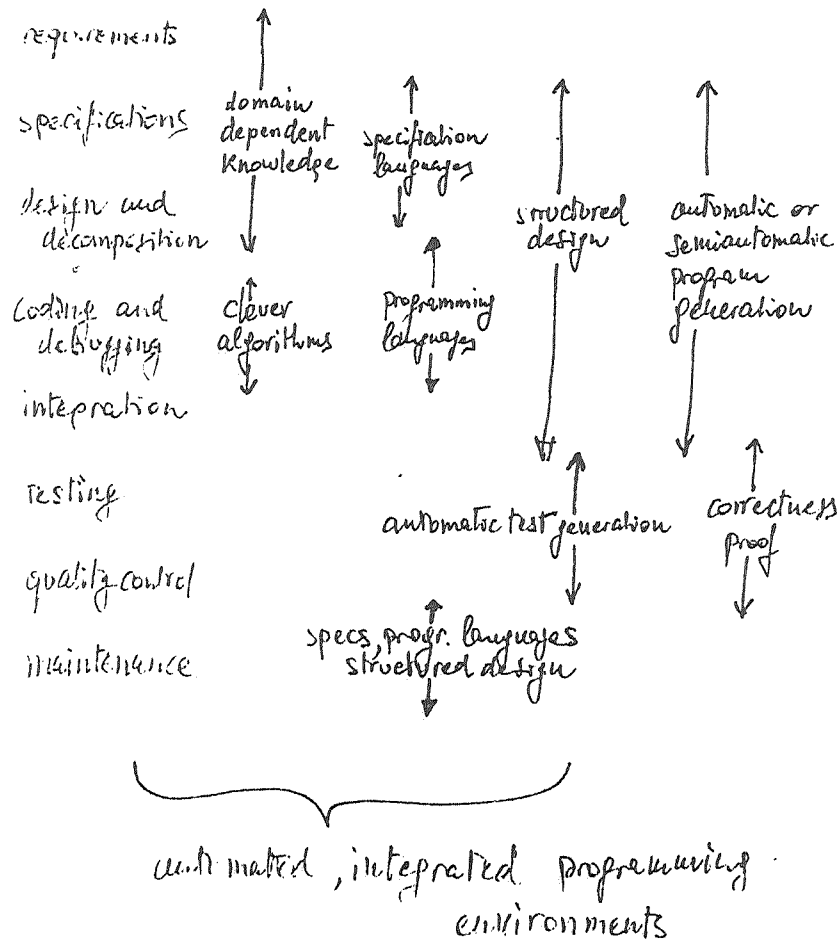 requirements
specifications
domain
dependent
knowledge
specification
languages
design and
decomposition
structured
design
automatic or
semiautomatic
program
generation
coding and
debugging
clever
algorithms
programming
languages
integration
testing
automatic test generation
correctness
proof
quality control
maintenance
specs, progr. languages
structured design
automated, integrated programming
environments